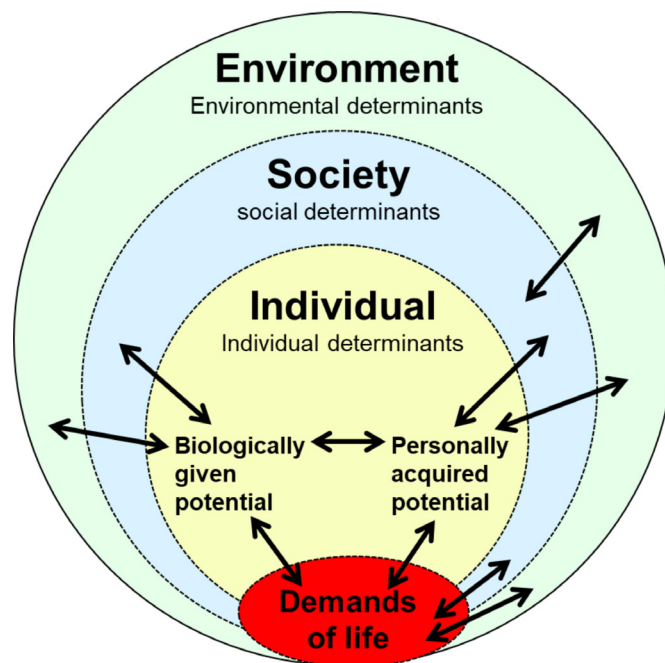 Environment
Environmental determinants
Society
social determinants
Individual
Individual determinants
Biologically
given
potential
Personally
acquired
potential
Demands
of life